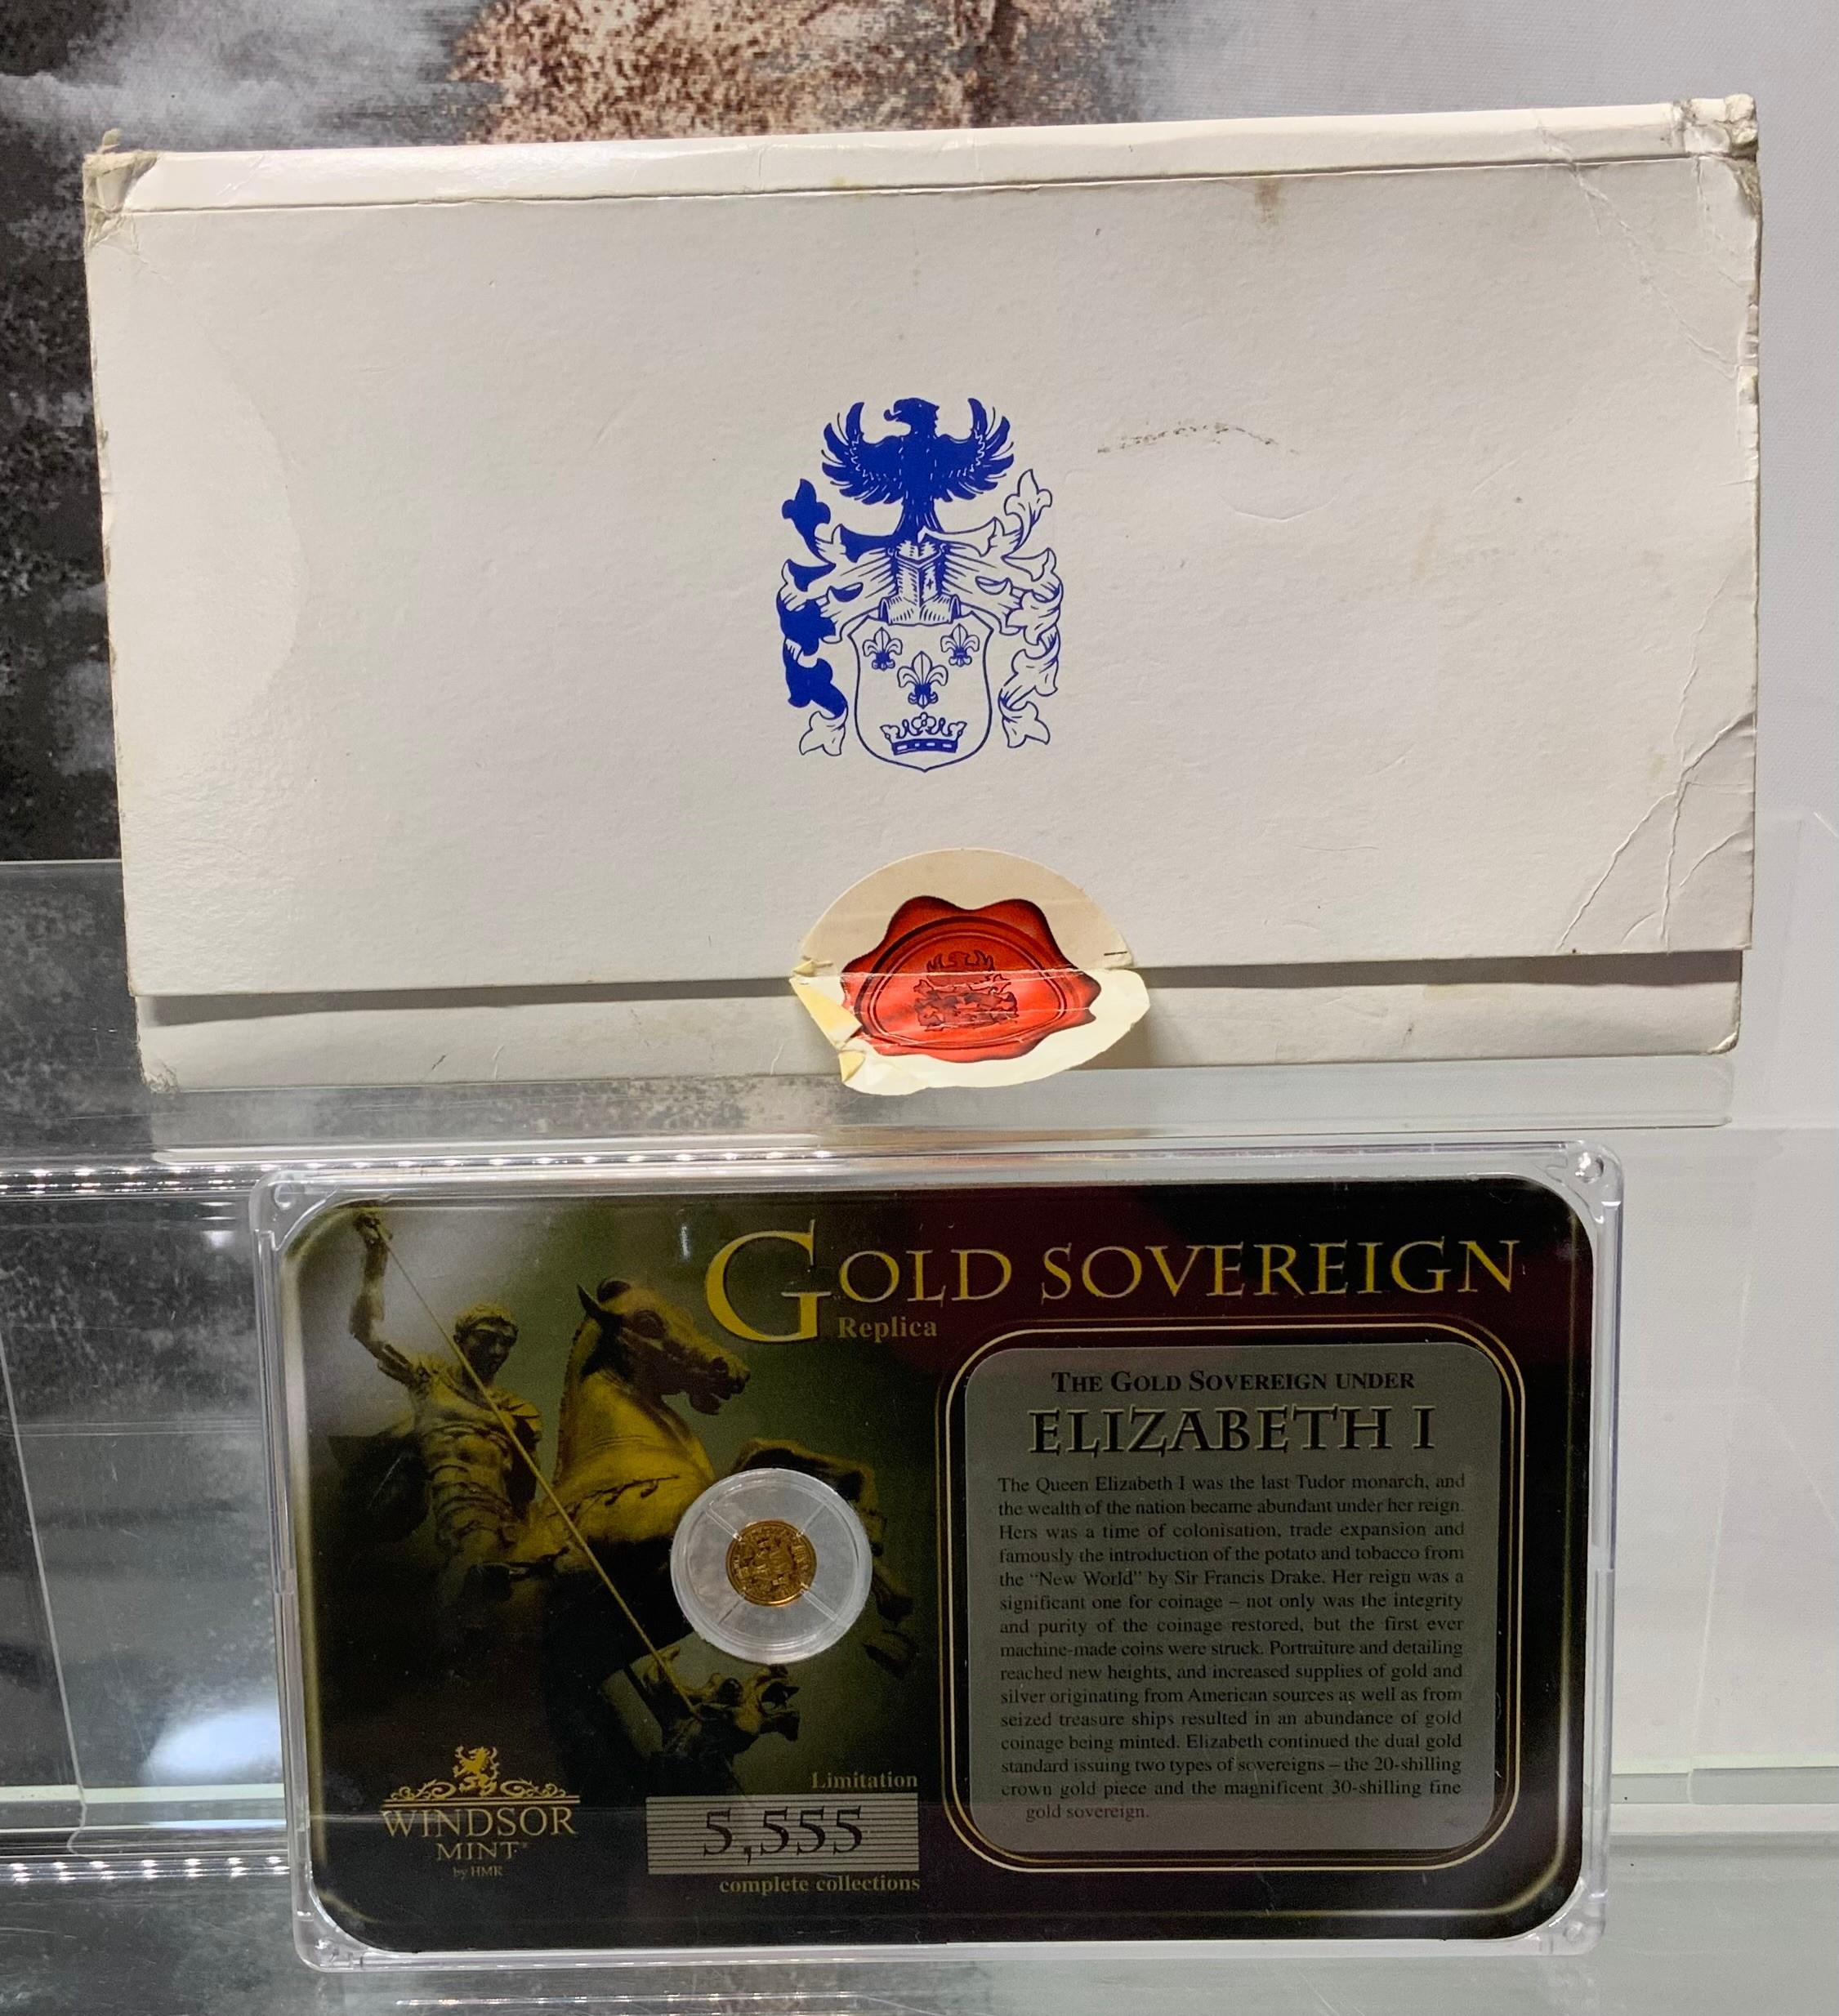 GOLD SOVEREIGN
Replica
THE GOLD SOVEREIGN UNDER
ELIZABETH I
The Queen Elizabeth I was the last Tudor monarch, and
the wealth of the nation became abundant under her reign.
Hers was a time of colonisation, trade expansion and
famously the introduction of the potato and tobacco from
the “New World” by Sir Francis Drake. Her reign was a
significant one for coinage – not only was the integrity
and purity of the coinage restored, but the first ever
machine-made coins were struck. Portraiture and detailing
reached new heights, and increased supplies of gold and
silver originating from American sources as well as from
seized treasure ships resulted in an abundance of gold
coinage being minted. Elizabeth continued the dual gold
standard issuing two types of sovereigns – the 20-shilling
crown gold piece and the magnificent 30-shilling fine
gold sovereign.
WINDSOR
MINT®
by HMK
Limitation
5,555
complete collections